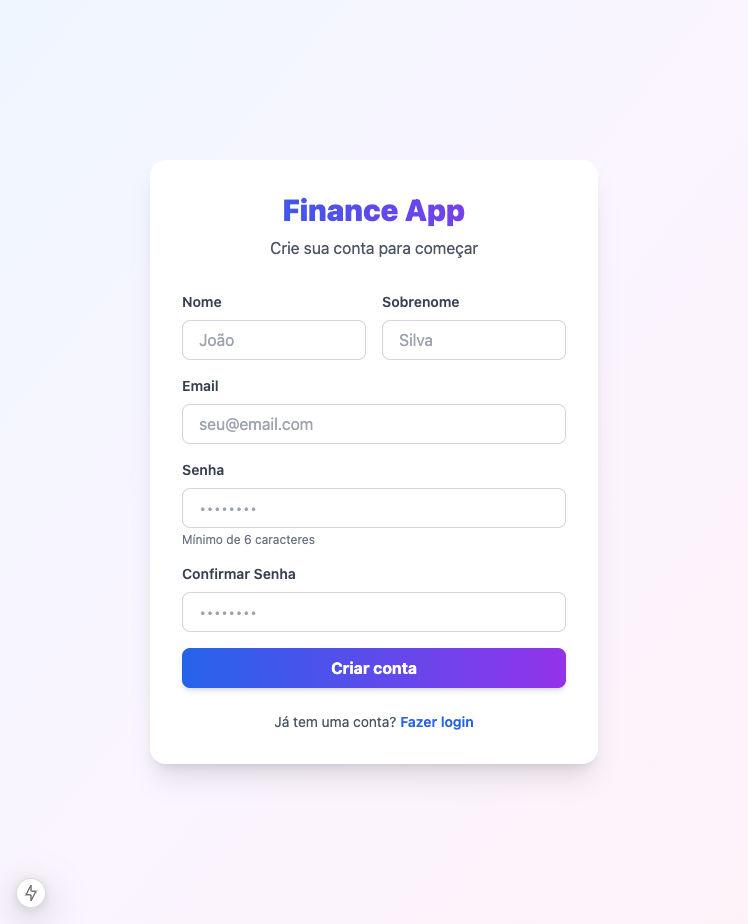 Finance App
Crie sua conta para começar
Nome
Sobrenome
João
Silva
Email
seu@email.com
Senha
••••••••
Mínimo de 6 caracteres
Confirmar Senha
••••••••
Criar conta
Já tem uma conta? Fazer login